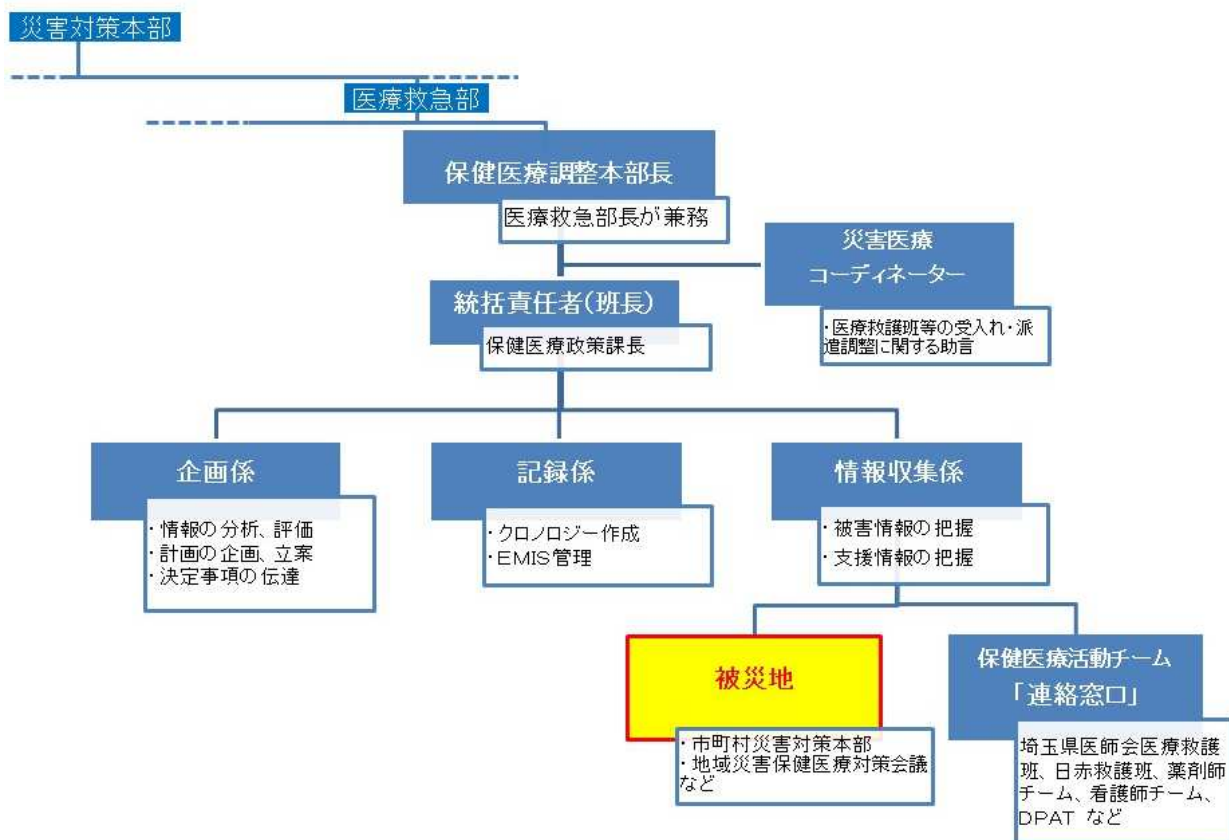 災害対策本部
医療救急部
保健医療調整本部長
医療救急部長が兼務
災害医療
コーディネーター
・医療救護班等の受入れ・派
遣調整に関する助言
統括責任者(班長)
保健医療政策課長
企画係
・情報の分析、評価
・計画の企画、立案
・決定事項の伝達
記録係
・クロノロジー作成
・EMIS管理
情報収集係
・被害情報の把握
・支援情報の把握
被災地
・市町村災害対策本部
・地域災害保健医療対策会議
など
保健医療活動チーム
「連絡窓口」
埼玉県医師会医療救護
班、日赤救護班、薬剤師
チーム、看護師チーム、
DPAT など